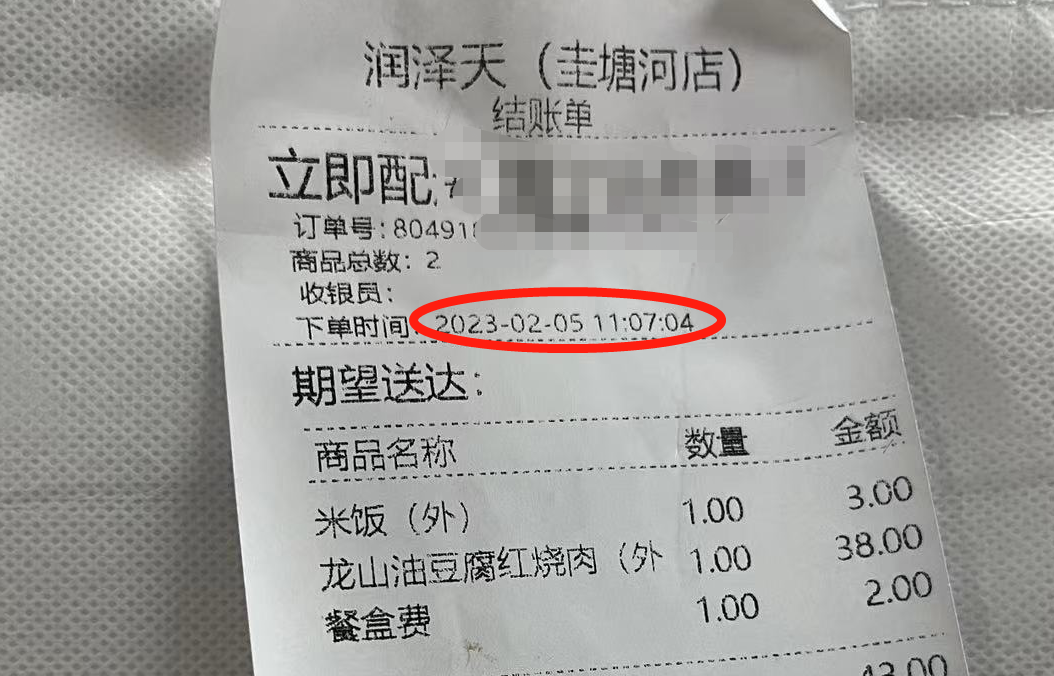 润泽天（圭塘河店）
结账单
立即配:
订单号:80491
商品总数: 2
收银员:
下单时间: 2023-02-05 11:07:04
期望送达:
商品名称 数量 金额
米饭（外） 1.00 3.00
龙山油豆腐红烧肉（外 1.00 38.00
餐盒费 1.00 2.00
43.00